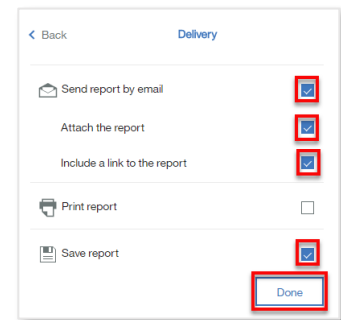 Back Delivery
Send report by email
Attach the report
Include a link to the report
Print report
Save report
Done